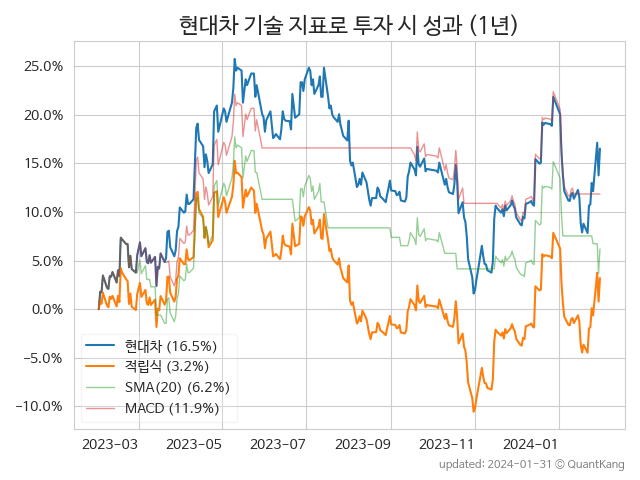 현대차 기술 지표로 투자 시 성과 (1년)
25.0%
20.0%
15.0%
10.0%
5.0%
0.0%
−5.0%
−10.0%
현대차 (16.5%)
적립식 (3.2%)
SMA(20) (6.2%)
MACD (11.9%)
2023-03 2023-05 2023-07 2023-09 2023-11 2024-01
updated: 2024-01-31 © QuantKang